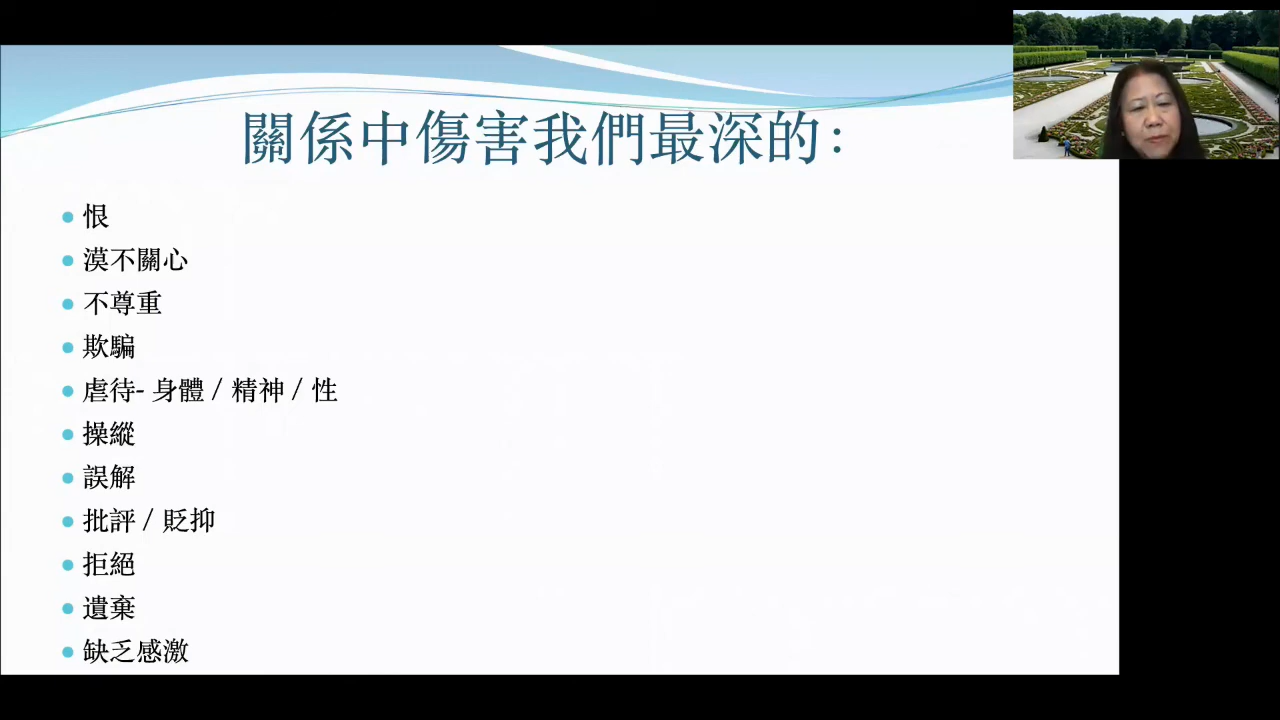 關係中傷害我們最深的:
恨
漠不關心
不尊重
欺騙
虐待- 身體 / 精神 / 性
操縱
誤解
批評 / 貶抑
拒絕
遺棄
缺乏感激